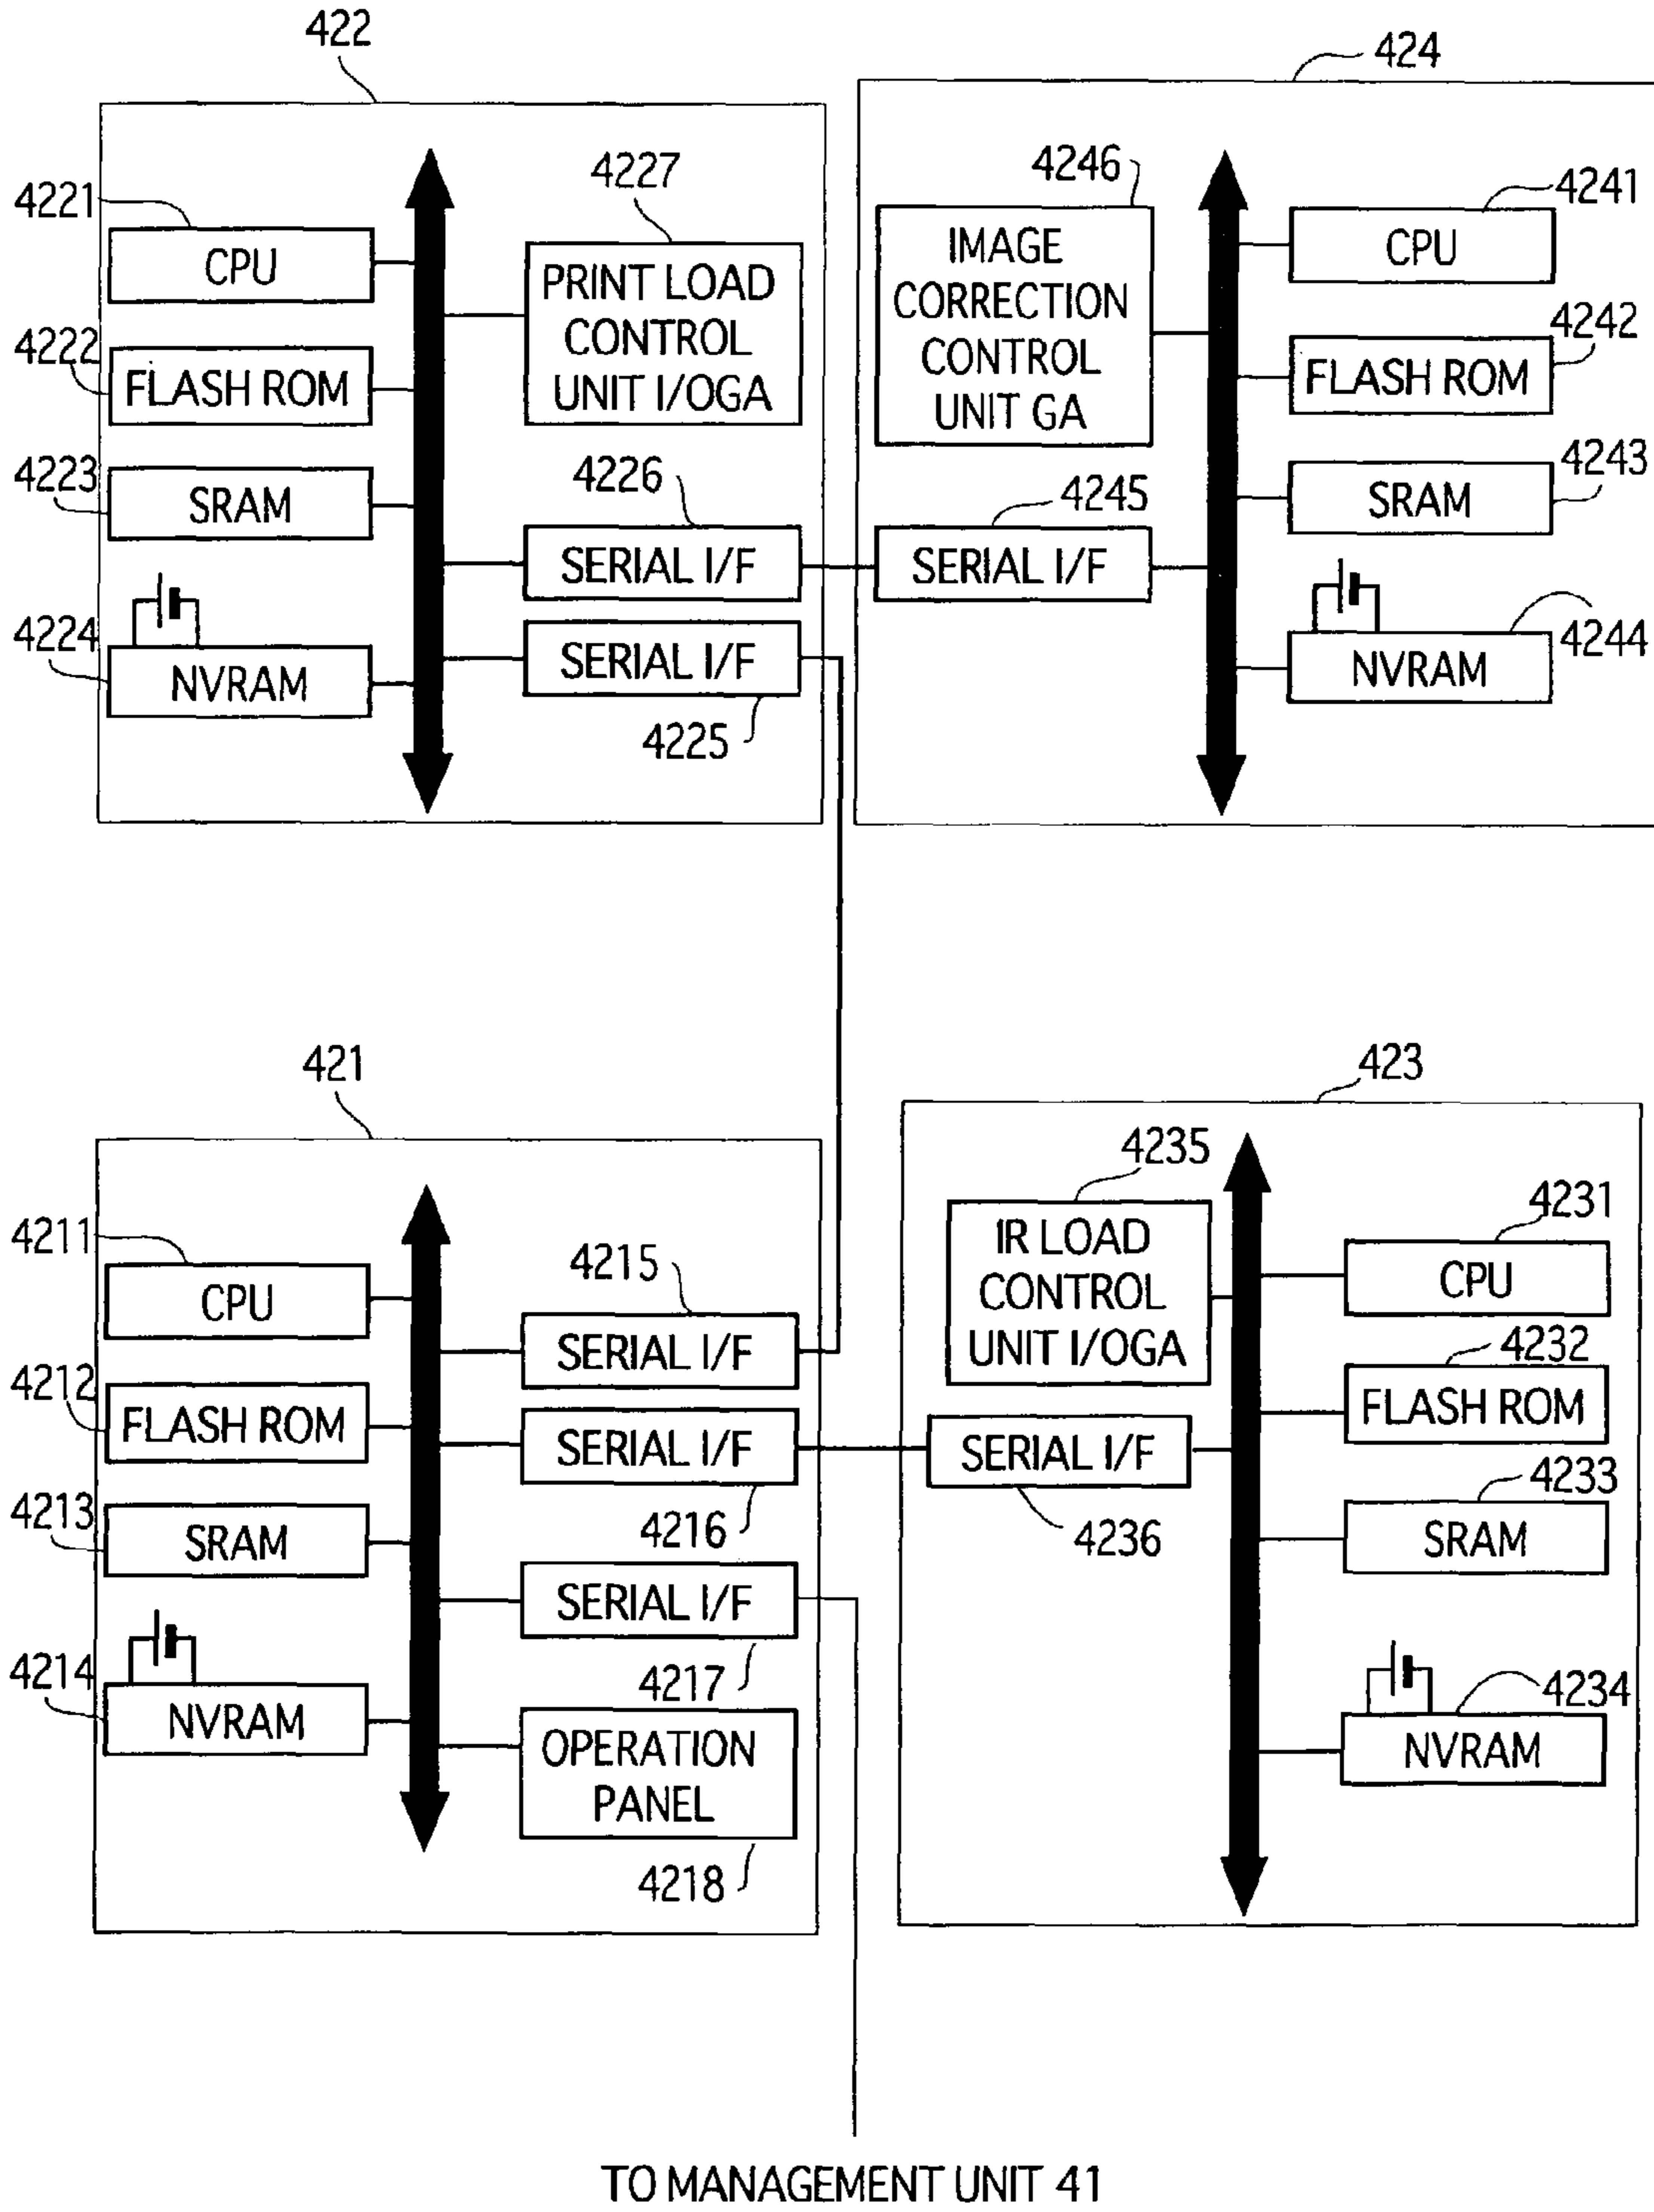 422
424
4227
4246
4221
4241
CPU
PRINT LOAD
CONTROL
UNIT I/OGA
IMAGE
CORRECTION
CONTROL
UNIT GA
CPU
4222
FLASH ROM
4242
FLASH ROM
4223
SRAM
4226
4245
4243
SRAM
SERIAL I/F
SERIAL I/F
4224
NVRAM
SERIAL I/F
4225
4244
NVRAM
421
423
4235
4211
4231
CPU
4215
IR LOAD
CONTROL
UNIT I/OGA
CPU
SERIAL I/F
4232
4212
FLASH ROM
FLASH ROM
SERIAL I/F
SERIAL I/F
4233
4213
SRAM
4216
4236
SRAM
SERIAL I/F
4217
4214
NVRAM
4234
NVRAM
OPERATION
PANEL
4218
TO MANAGEMENT UNIT 41